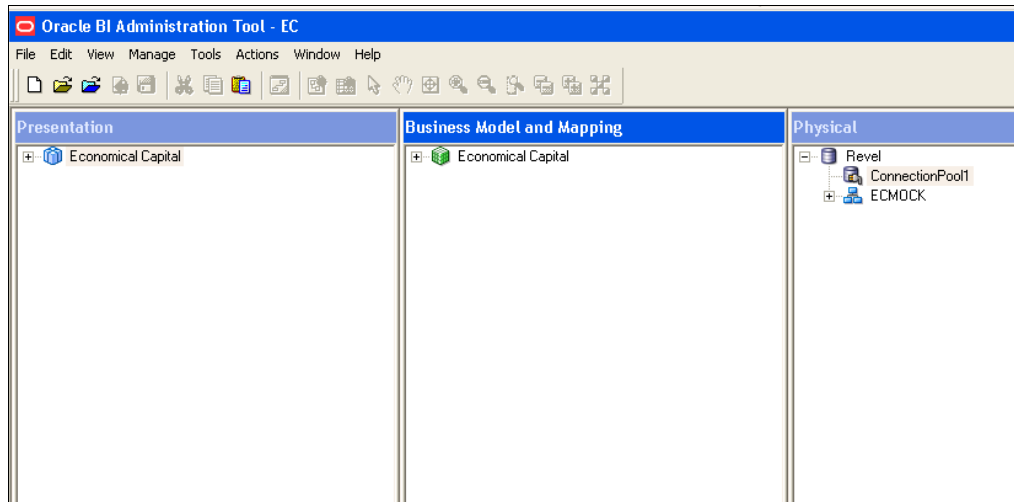 Oracle BI Administration Tool - EC
File Edit View Manage Tools Actions Window Help
Presentation
Economical Capital
Business Model and Mapping
Economical Capital
Physical
Revel
ConnectionPool1
ECMOCK